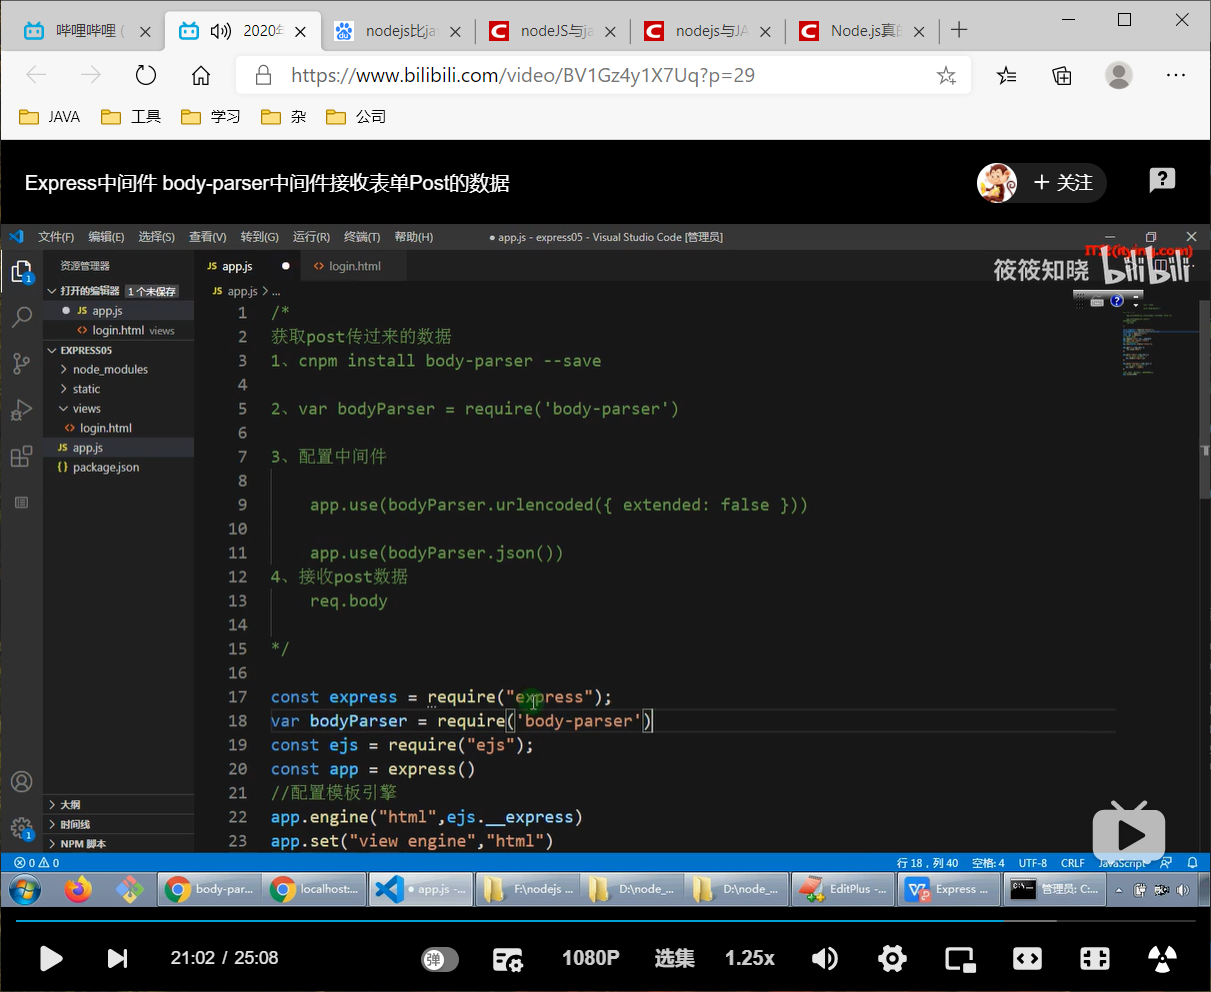 哔哩哔哩 (
2020年
nodejs比ja
nodeJS与ja
nodejs与JA
Node.js真的
https://www.bilibili.com/video/BV1Gz4y1X7Uq?p=29
JAVA 工具 学习 杂 公司
Express中间件 body-parser中间件接收表单Post的数据
+ 关注
文件(F) 编辑(E) 选择(S) 查看(V) 转到(G) 运行(R) 终端(T) 帮助(H)
● app.js - express05 - Visual Studio Code [管理员]
筱筱知晓 bilibili
资源管理器
打开的编辑器 1 个未保存
JS app.js
<> login.html views
EXPRESS05
node_modules
static
views
<> login.html
JS app.js
{} package.json
大纲
时间线
NPM 脚本
JS app.js ●
<> login.html
JS app.js > ...
1 /*
2 获取post传过来的数据
3 1、cnpm install body-parser --save
4
5 2、var bodyParser = require('body-parser')
6
7 3、配置中间件
8
9 app.use(bodyParser.urlencoded({ extended: false }))
10
11 app.use(bodyParser.json())
12 4、接收post数据
13 req.body
14
15 */
16
17 const express = require("express");
18 var bodyParser = require('body-parser')
19 const ejs = require("ejs");
20 const app = express()
21 //配置模板引擎
22 app.engine("html",ejs.__express)
23 app.set("view engine","html")
0 0
行 18，列 40 空格: 4 UTF-8 CRLF JavaScript
body-par...
localhost:...
● app.js -...
F:\nodejs ...
D:\node_...
D:\node_...
EditPlus -...
Express ...
管理员: C:...
21:02 / 25:08
弹
1080P 选集 1.25x